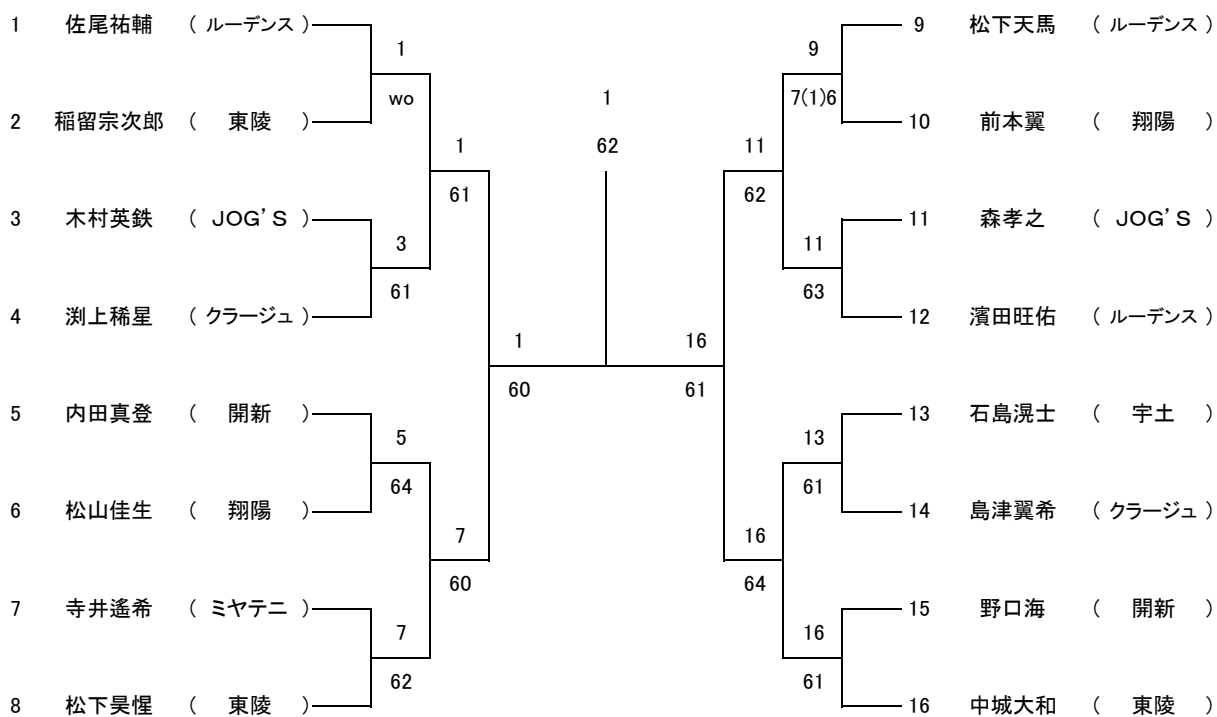 1 佐尾祐輔 ( ルーデンス ) 9 松下天馬 ( ルーデンス )
1 9
wo 1 7(1)6
2 稲留宗次郎 ( 東陵 ) 10 前本翼 ( 翔陽 )
1 62 11
61 62
3 木村英鉄 ( JOG'S ) 11 森孝之 ( JOG'S )
3 11
61 63
4 渕上稀星 ( クラージュ ) 12 濱田旺佑 ( ルーデンス )
1 16
60 61
5 内田真登 ( 開新 ) 13 石島滉士 ( 宇土 )
5 13
64 61
6 松山佳生 ( 翔陽 ) 14 島津翼希 ( クラージュ )
7 16
60 64
7 寺井遙希 ( ミヤテニ ) 15 野口海 ( 開新 )
7 16
62 61
8 松下昊惺 ( 東陵 ) 16 中城大和 ( 東陵 )